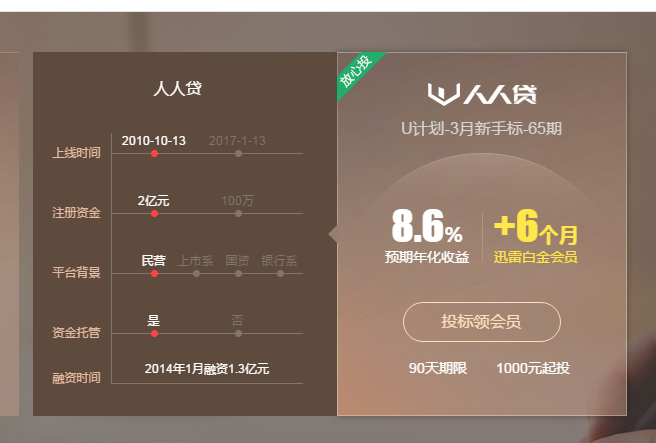 人人贷
上线时间
2010-10-13
2017-1-13
注册资金
2亿元
100万
平台背景
民营
上市系
国资
银行系
资金托管
是
否
融资时间
2014年1月融资1.3亿元
放心投
人人贷
U计划-3月新手标-65期
8.6%
预期年化收益
+6个月
迅雷白金会员
投标领会员
90天期限
1000元起投